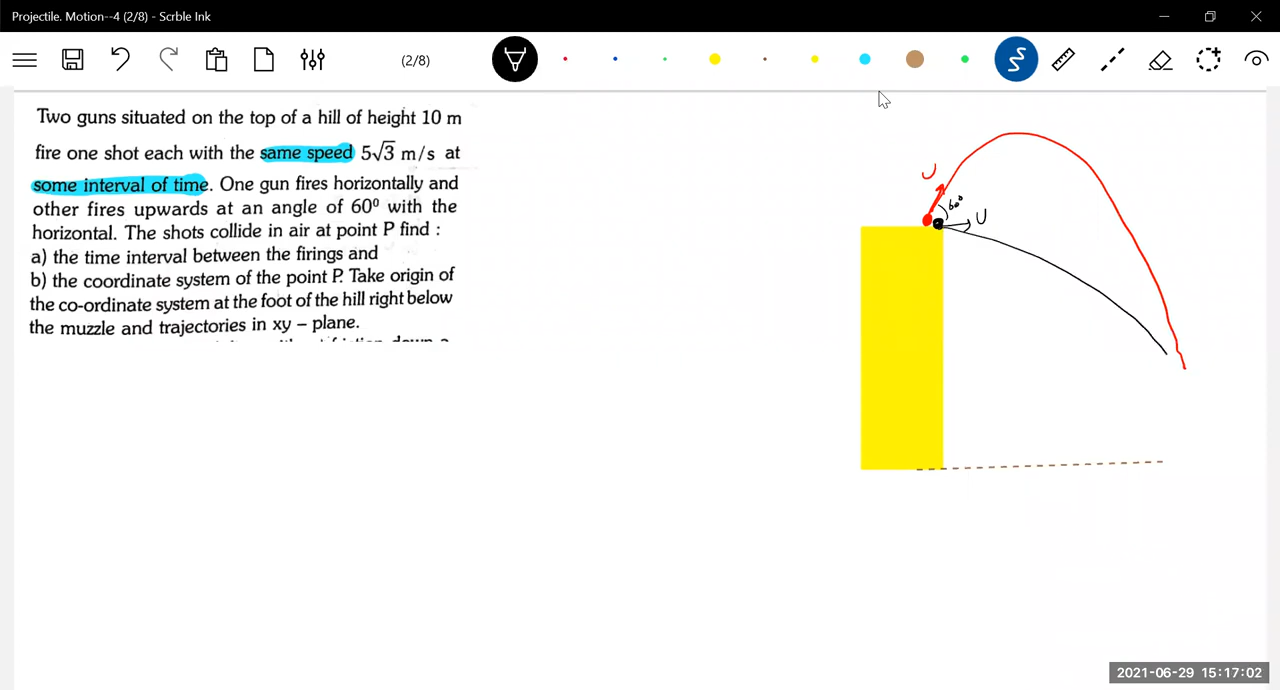 Projectile. Motion--4 (2/8) - Scrble Ink
(2/8)
Two guns situated on the top of a hill of height 10 m
fire one shot each with the same speed 5√3 m/s at
some interval of time. One gun fires horizontally and
other fires upwards at an angle of 60⁰ with the
horizontal. The shots collide in air at point P find :
a) the time interval between the firings and
b) the coordinate system of the point P. Take origin of
the co-ordinate system at the foot of the hill right below
the muzzle and trajectories in xy – plane.
U
60°
U
2021-06-29 15:17:02